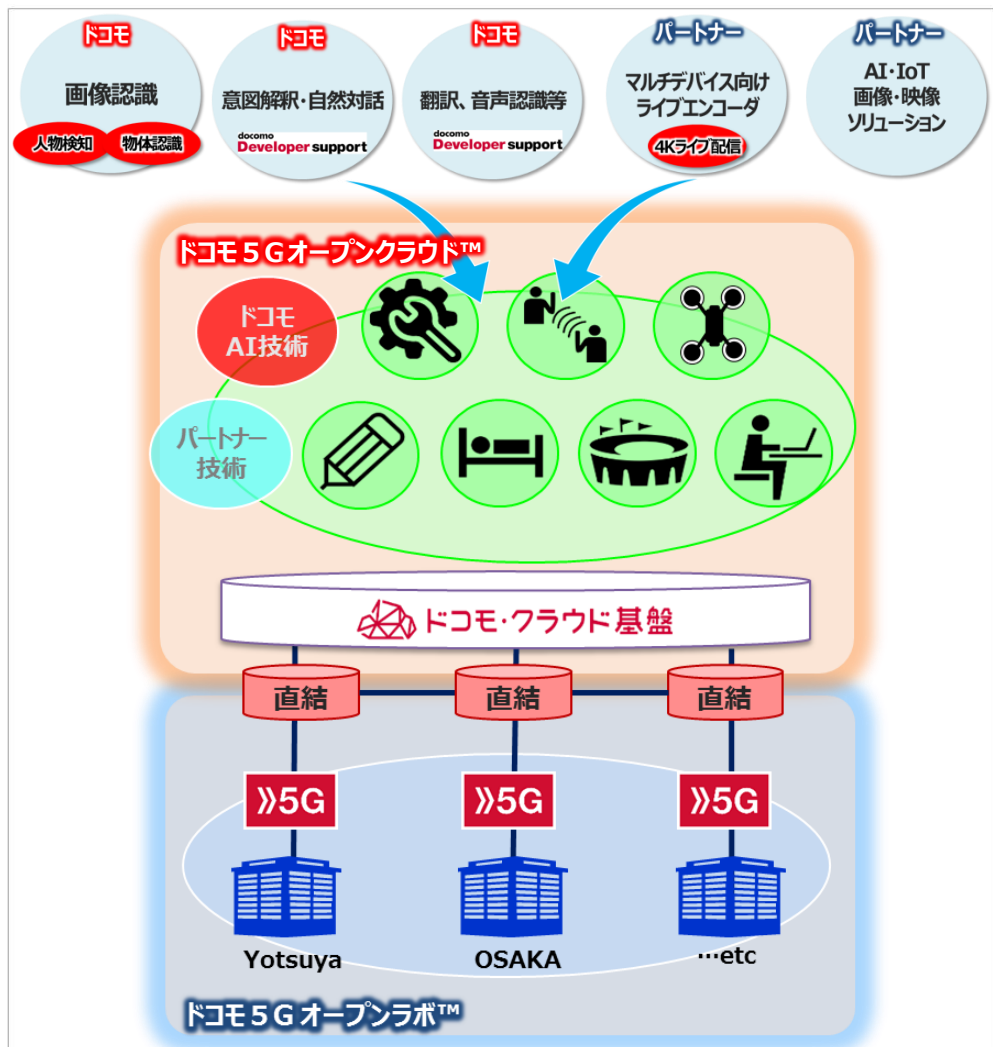 ドコモ
画像認識
人物検知
物体認識
ドコモ
意図解釈・自然対話
docomo
Developer support
ドコモ
翻訳、音声認識等
docomo
Developer support
パートナー
マルチデバイス向け
ライブエンコーダ
4Kライブ配信
パートナー
AI・IoT
画像・映像
ソリューション
ドコモ5Gオープンクラウド™
ドコモ
AI技術
パートナー
技術
ドコモ・クラウド基盤
直結
直結
直結
》5G
》5G
》5G
Yotsuya
OSAKA
…etc
ドコモ5Gオープンラボ™